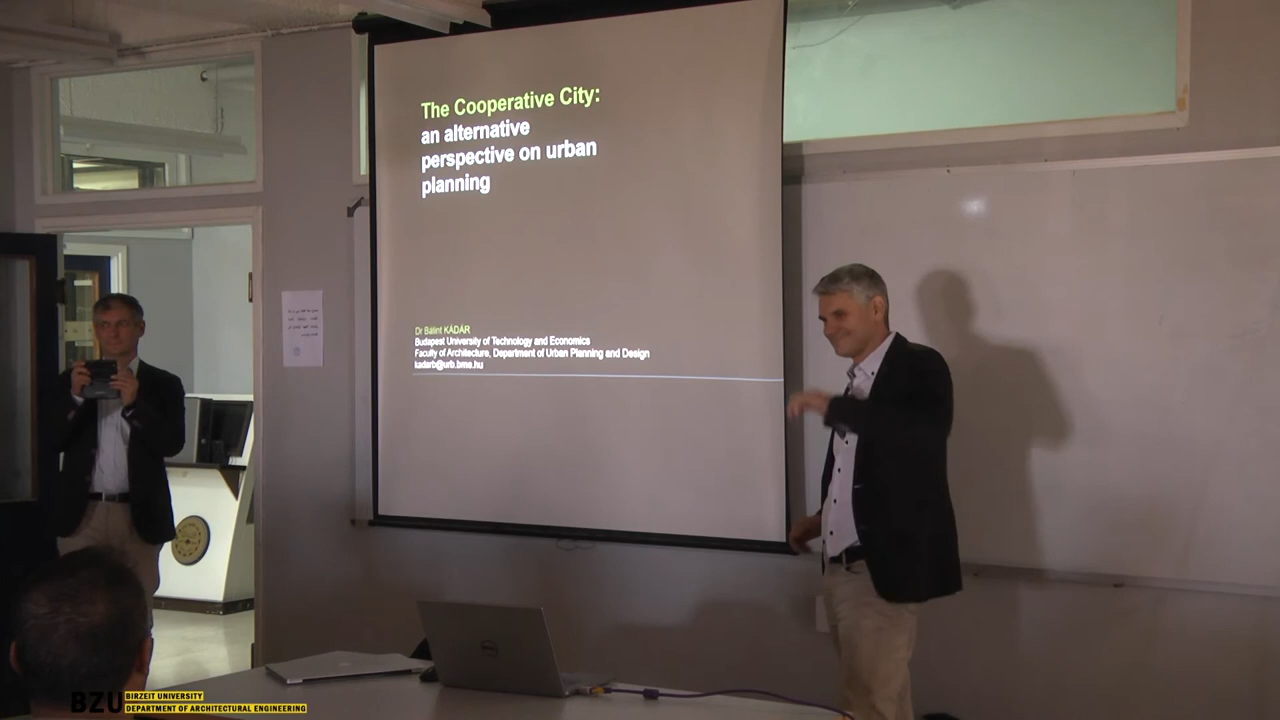 The Cooperative City:
an alternative
perspective on urban
planning
Dr Bálint KÁDÁR
Budapest University of Technology and Economics
Faculty of Architecture, Department of Urban Planning and Design
kadarb@urb.bme.hu
DELL
BZU BIRZEIT UNIVERSITY
DEPARTMENT OF ARCHITECTURAL ENGINEERING